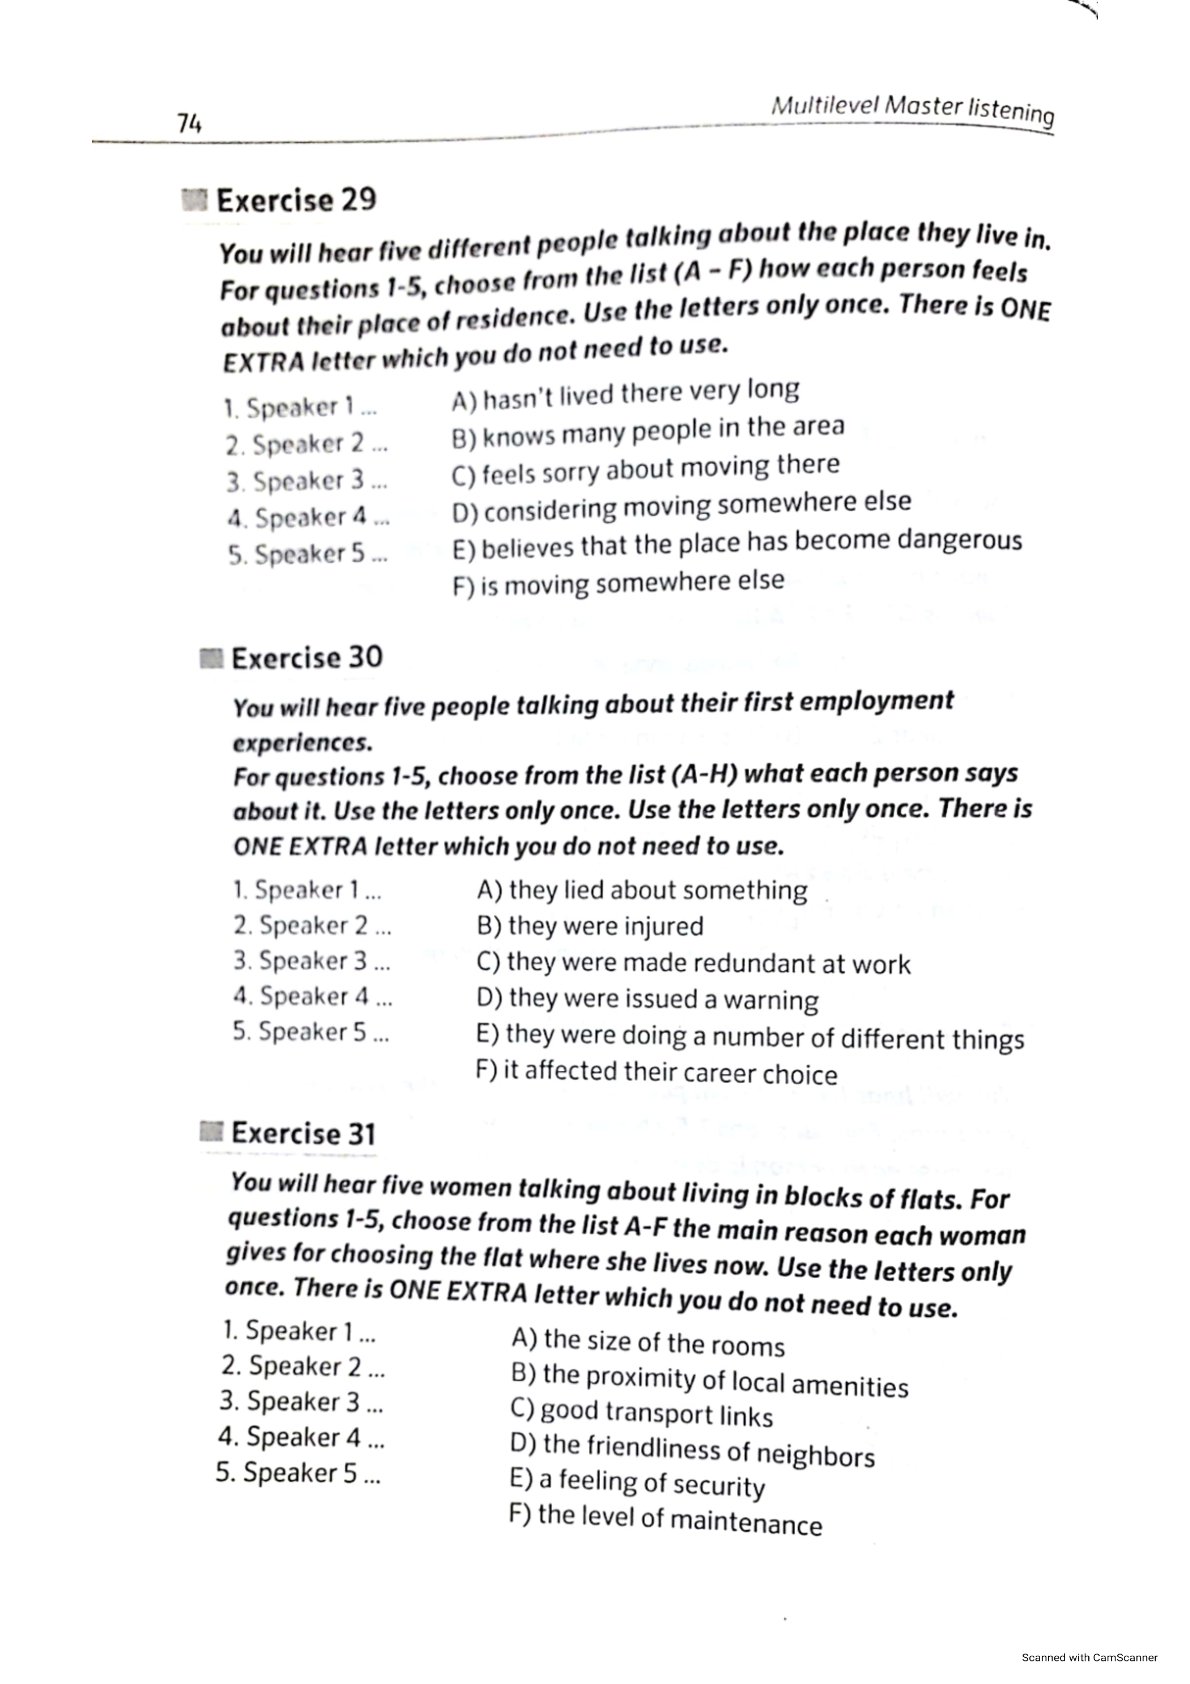 74
Multilevel Master listening
Exercise 29
You will hear five different people talking about the place they live in.
For questions 1-5, choose from the list (A – F) how each person feels
about their place of residence. Use the letters only once. There is ONE
EXTRA letter which you do not need to use.
1. Speaker 1 ...
2. Speaker 2 ...
3. Speaker 3 ...
4. Speaker 4 ...
5. Speaker 5 ...
A) hasn't lived there very long
B) knows many people in the area
C) feels sorry about moving there
D) considering moving somewhere else
E) believes that the place has become dangerous
F) is moving somewhere else
Exercise 30
You will hear five people talking about their first employment
experiences.
For questions 1-5, choose from the list (A-H) what each person says
about it. Use the letters only once. Use the letters only once. There is
ONE EXTRA letter which you do not need to use.
1. Speaker 1 ...
2. Speaker 2 ...
3. Speaker 3 ...
4. Speaker 4 ...
5. Speaker 5 ...
A) they lied about something
B) they were injured
C) they were made redundant at work
D) they were issued a warning
E) they were doing a number of different things
F) it affected their career choice
Exercise 31
You will hear five women talking about living in blocks of flats. For
questions 1-5, choose from the list A-F the main reason each woman
gives for choosing the flat where she lives now. Use the letters only
once. There is ONE EXTRA letter which you do not need to use.
1. Speaker 1 ...
2. Speaker 2 ...
3. Speaker 3 ...
4. Speaker 4 ...
5. Speaker 5 ...
A) the size of the rooms
B) the proximity of local amenities
C) good transport links
D) the friendliness of neighbors
E) a feeling of security
F) the level of maintenance
Scanned with CamScanner